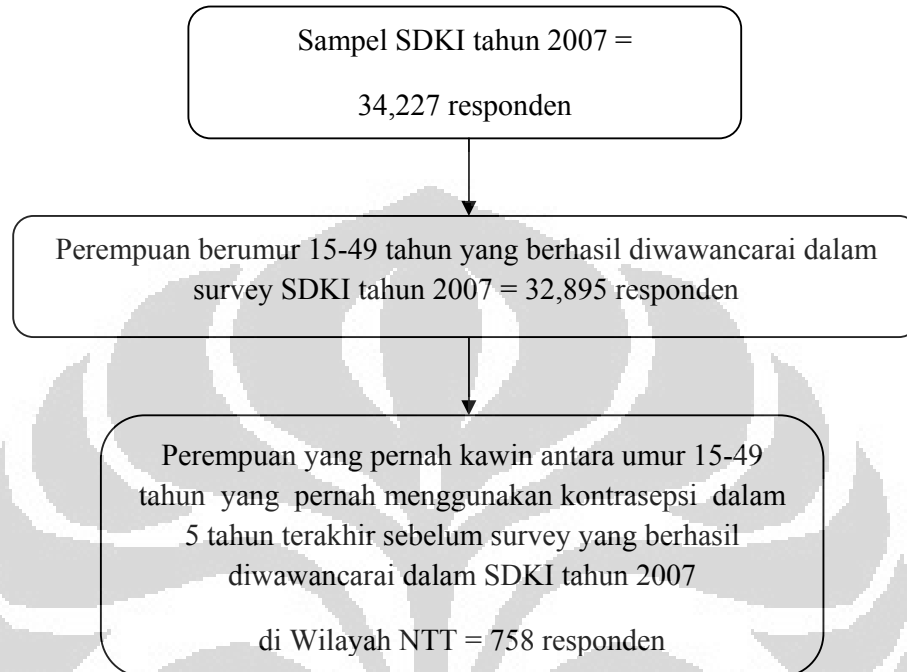 Sampel SDKI tahun 2007 =
34,227 responden
Perempuan berumur 15-49 tahun yang berhasil diwawancarai dalam
survey SDKI tahun 2007 = 32,895 responden
Perempuan yang pernah kawin antara umur 15-49
tahun yang pernah menggunakan kontrasepsi dalam
5 tahun terakhir sebelum survey yang berhasil
diwawancarai dalam SDKI tahun 2007
di Wilayah NTT = 758 responden